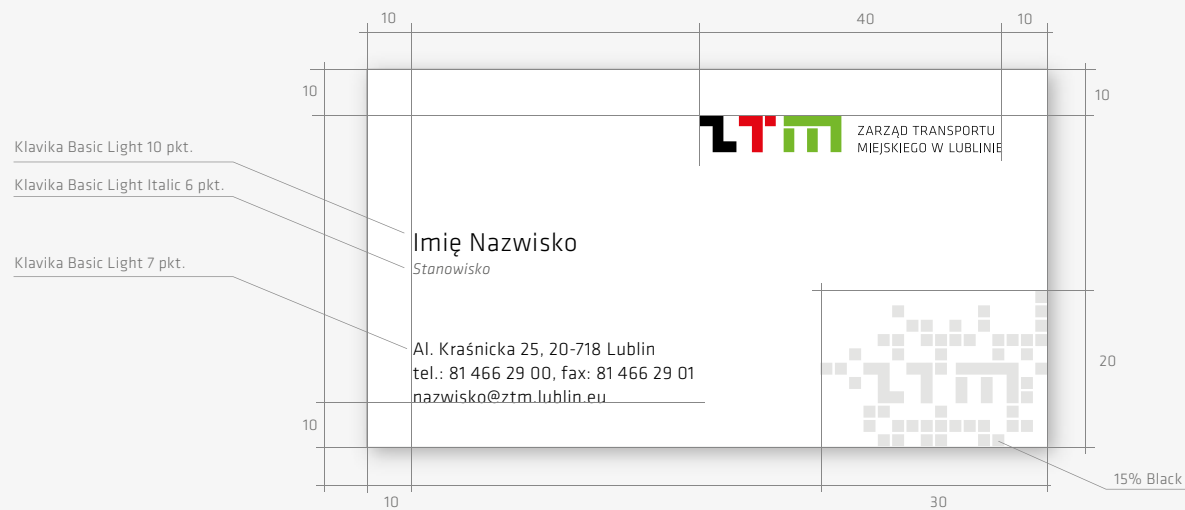 10
40
10
10
10
ztm
ZARZĄD TRANSPORTU
MIEJSKIEGO W LUBLINIE
Klavika Basic Light 10 pkt.
Klavika Basic Light Italic 6 pkt.
Imię Nazwisko
Stanowisko
Klavika Basic Light 7 pkt.
Al. Kraśnicka 25, 20-718 Lublin
tel.: 81 466 29 00, fax: 81 466 29 01
nazwisko@ztm.lublin.eu
ztm
20
10
15% Black
10
30